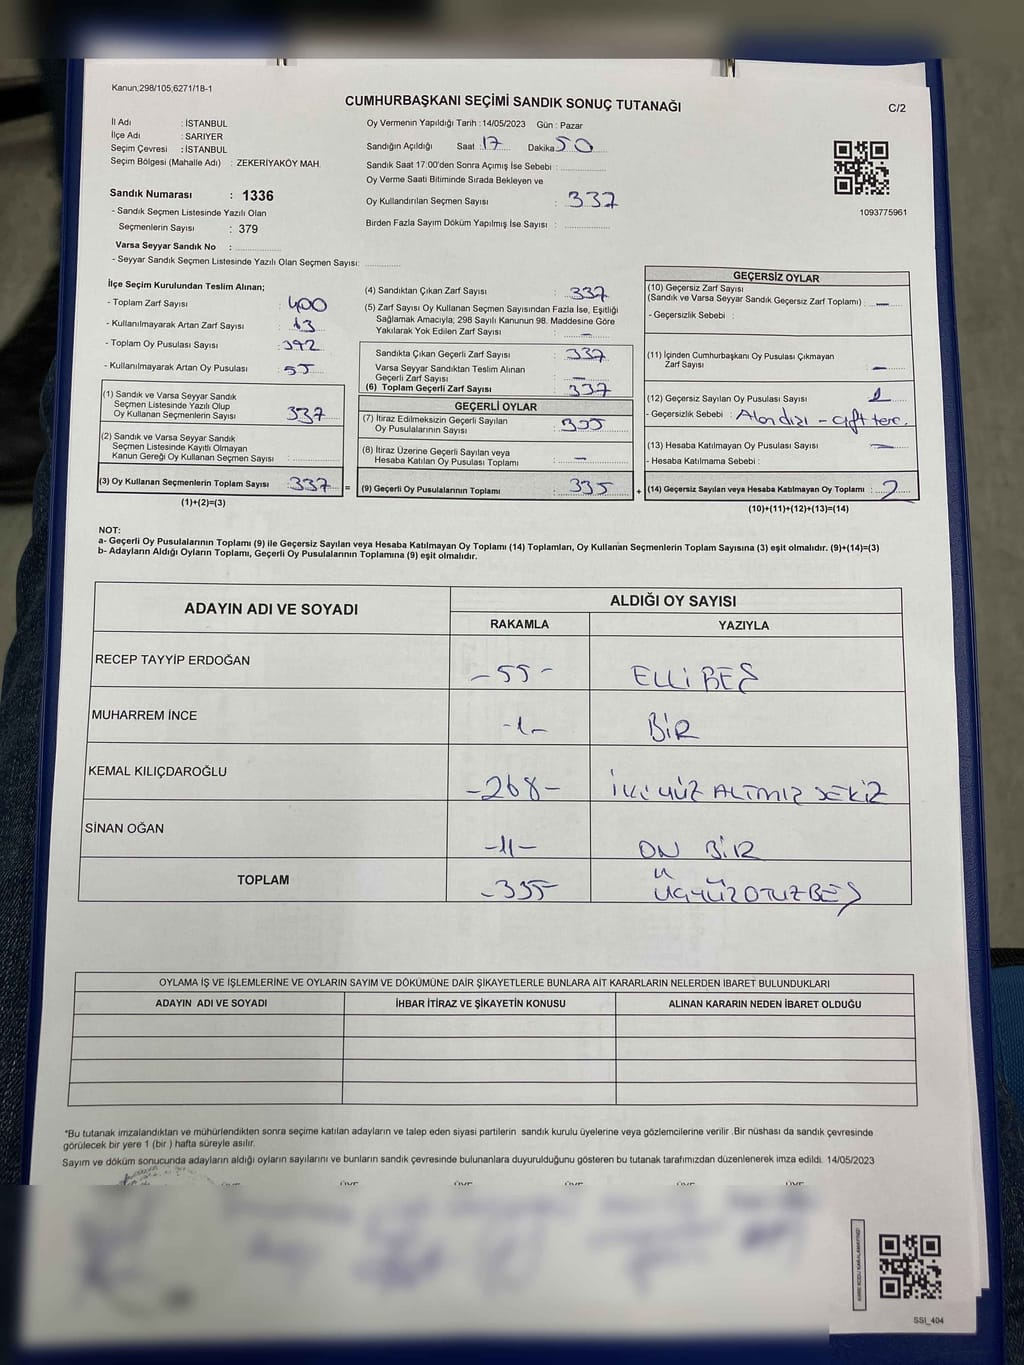 Kanun;298/105,6271/18-1
CUMHURBAŞKANI SEÇİMİ SANDIK SONUÇ TUTANAĞI
C/2
İl Adı : İSTANBUL
İlçe Adı : SARIYER
Seçim Çevresi : İSTANBUL
Seçim Bölgesi (Mahalle Adı) : ZEKERİYAKÖY MAH.
Sandık Numarası : 1336
- Sandık Seçmen Listesinde Yazılı Olan
Seçmenlerin Sayısı : 379
Varsa Seyyar Sandık No :
- Seyyar Sandık Seçmen Listesinde Yazılı Olan Seçmen Sayısı:
Oy Vermenin Yapıldığı Tarih : 14/05/2023 Gün : Pazar
Sandığın Açıldığı Saat : 17 Dakika 50
Sandık Saat 17:00'den Sonra Açımış İse Sebebi :
Oy Verme Saati Bitiminde Sırada Bekleyen ve
Oy Kullandırılan Seçmen Sayısı : 337
Birden Fazla Sayım Döküm Yapılmış İse Sayısı :
1093775961
İlçe Seçim Kurulundan Teslim Alınan;
- Toplam Zarf Sayısı : 400
- Kullanılmayarak Artan Zarf Sayısı : 13
- Toplam Oy Pusulası Sayısı : 392
- Kullanılmayarak Artan Oy Pusulası : 55
(1) Sandık ve Varsa Seyyar Sandık
Seçmen Listesinde Yazılı Olup
Oy Kullanan Seçmenlerin Sayısı : 337
(2) Sandık ve Varsa Seyyar Sandık
Seçmen Listesinde Kayıtlı Olmayan
Kanun Gereği Oy Kullanan Seçmen Sayısı :
(3) Oy Kullanan Seçmenlerin Toplam Sayısı : 337 =
(1)+(2)=(3)
(4) Sandıktan Çıkan Zarf Sayısı : 337
(5) Zarf Sayısı Oy Kullanan Seçmen Sayısından Fazla İse, Eşitliği
Sağlamak Amacıyla; 298 Sayılı Kanunun 98. Maddesine Göre
Yakılarak Yok Edilen Zarf Sayısı : —
Sandıkta Çıkan Geçerli Zarf Sayısı : 337
Varsa Seyyar Sandıktan Teslim Alınan
Geçerli Zarf Sayısı : —
(6) Toplam Geçerli Zarf Sayısı : 337
GEÇERLİ OYLAR
(7) İtiraz Edilmeksizin Geçerli Sayılan
Oy Pusulalarının Sayısı : 335
(8) İtiraz Üzerine Geçerli Sayılan veya
Hesaba Katılan Oy Pusulası Toplamı : —
(9) Geçerli Oy Pusulalarının Toplamı : 335 +
GEÇERSİZ OYLAR
(10) Geçersiz Zarf Sayısı
(Sandık ve Varsa Seyyar Sandık Geçersiz Zarf Toplamı) : —
- Geçersizlik Sebebi :
(11) İçinden Cumhurbaşkanı Oy Pusulası Çıkmayan
Zarf Sayısı : —
(12) Geçersiz Sayılan Oy Pusulası Sayısı :
- Geçersizlik Sebebi : Alandışı - çift terc.
(13) Hesaba Katılmayan Oy Pusulası Sayısı : —
- Hesaba Katılmama Sebebi :
(14) Geçersiz Sayılan veya Hesaba Katılmayan Oy Toplamı : 2
(10)+(11)+(12)+(13)=(14)
NOT:
a- Geçerli Oy Pusulalarının Toplamı (9) ile Geçersiz Sayılan veya Hesaba Katılmayan Oy Toplamı (14) Toplamları, Oy Kullanan Seçmenlerin Toplam Sayısına (3) eşit olmalıdır. (9)+(14)=(3)
b- Adayların Aldığı Oyların Toplamı, Geçerli Oy Pusulalarının Toplamına (9) eşit olmalıdır.
ADAYIN ADI VE SOYADI ALDIĞI OY SAYISI
RAKAMLA YAZIYLA
RECEP TAYYİP ERDOĞAN -55- ELLİBEŞ
MUHARREM İNCE -1- BİR
KEMAL KILIÇDAROĞLU -268- İKİYÜZ ALTMIŞ SEKİZ
SİNAN OĞAN -11- ON BİR
TOPLAM -335- ÜÇYÜZOTUZBEŞ
OYLAMA İŞ VE İŞLEMLERİNE VE OYLARIN SAYIM VE DÖKÜMÜNE DAİR ŞİKAYETLERLE BUNLARA AİT KARARLARIN NELERDEN İBARET BULUNDUKLARI
ADAYIN ADI VE SOYADI İHBAR İTİRAZ VE ŞİKAYETİN KONUSU ALINAN KARARIN NEDEN İBARET OLDUĞU
*Bu tutanak imzalandıktan ve mühürlendikten sonra seçime katılan adayların ve talep eden siyasi partilerin sandık kurulu üyelerine veya gözlemcilerine verilir .Bir nüshası da sandık çevresinde
görülecek bir yere 1 (bir ) hafta süreyle asılır.
Sayım ve döküm sonucunda adayların aldığı oyların sayılarını ve bunların sandık çevresinde bulunanlara duyurulduğunu gösteren bu tutanak tarafımızdan düzenlenerek imza edildi. 14/05/2023
SSI_404